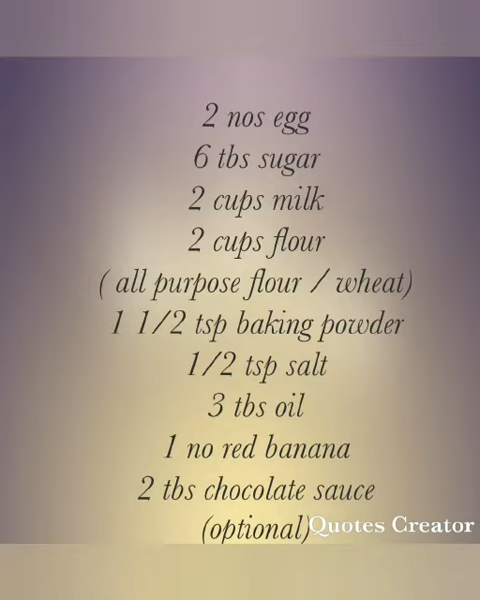 2 nos egg
6 tbs sugar
2 cups milk
2 cups flour
( all purpose flour / wheat)
1 1/2 tsp baking powder
1/2 tsp salt
3 tbs oil
1 no red banana
2 tbs chocolate sauce
(optional)
Quotes Creator